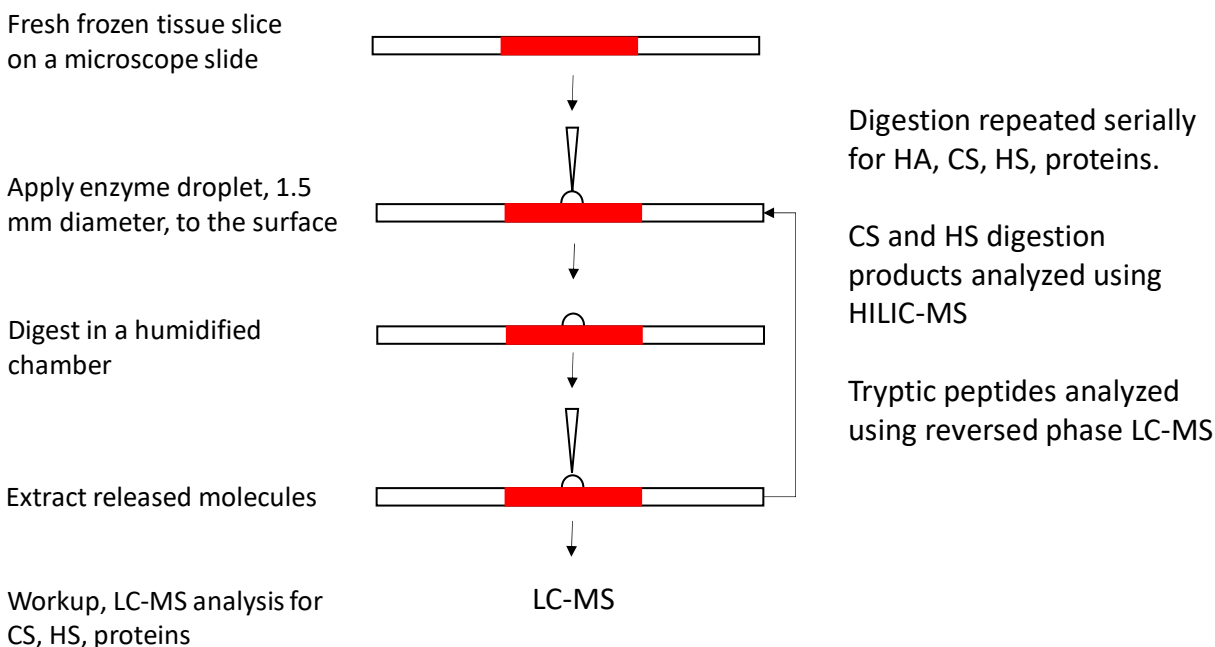 Fresh frozen tissue slice
on a microscope slide
Apply enzyme droplet, 1.5
mm diameter, to the surface
Digest in a humidified
chamber
Extract released molecules
Workup, LC-MS analysis for
CS, HS, proteins
LC-MS
Digestion repeated serially
for HA, CS, HS, proteins.
CS and HS digestion
products analyzed using
HILIC-MS
Tryptic peptides analyzed
using reversed phase LC-MS